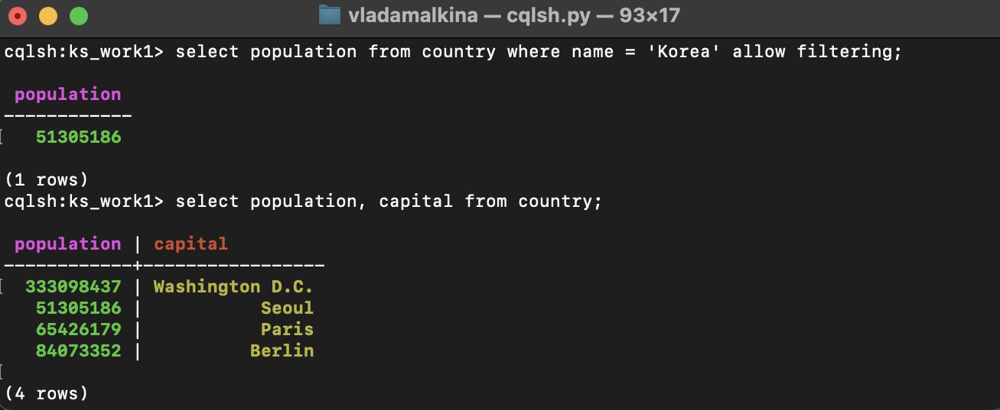 vladamalkina — cqlsh.py — 93×17
cqlsh:ks_work1> select population from country where name = 'Korea' allow filtering;
population
------------
51305186
(1 rows)
cqlsh:ks_work1> select population, capital from country;
population | capital
------------+-----------------
333098437 | Washington D.C.
51305186 | Seoul
65426179 | Paris
84073352 | Berlin
(4 rows)